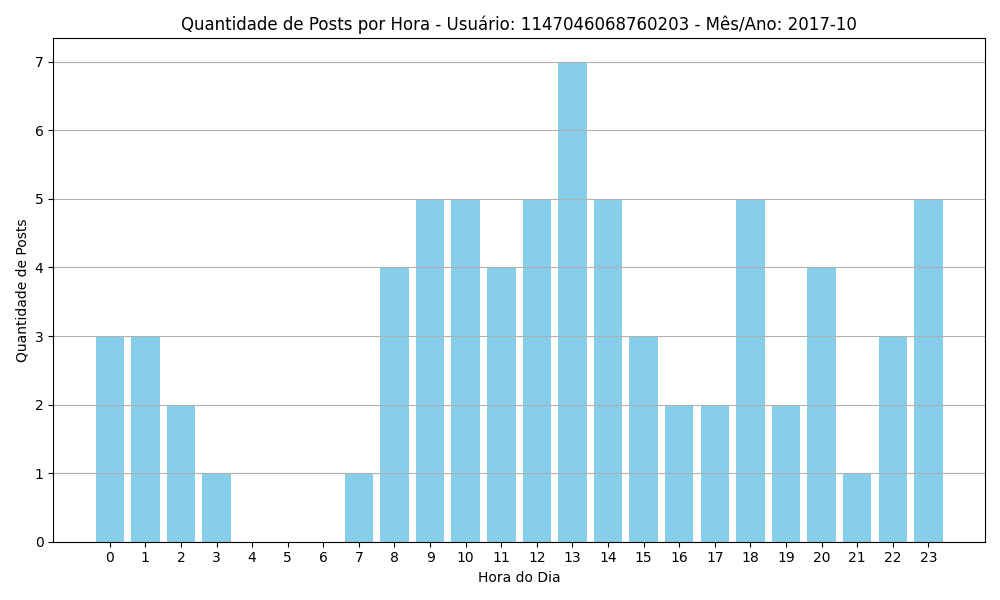 Quantidade de Posts por Hora - Usuário: 1147046068760203 - Mês/Ano: 2017-10
Quantidade de Posts
7
6
5
4
3
2
1
0
0 1 2 3 4 5 6 7 8 9 10 11 12 13 14 15 16 17 18 19 20 21 22 23
Hora do Dia